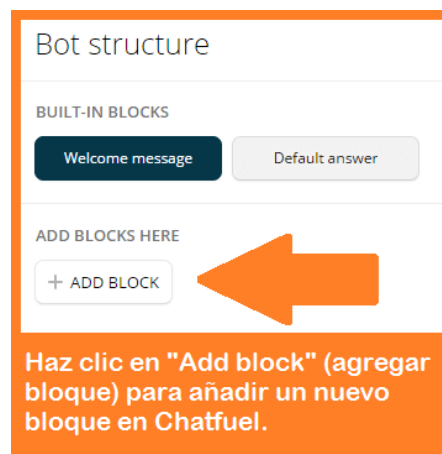 Bot structure
BUILT-IN BLOCKS
Welcome message
Default answer
ADD BLOCKS HERE
+ ADD BLOCK
Haz clic en "Add block" (agregar
bloque) para añadir un nuevo
bloque en Chatfuel.